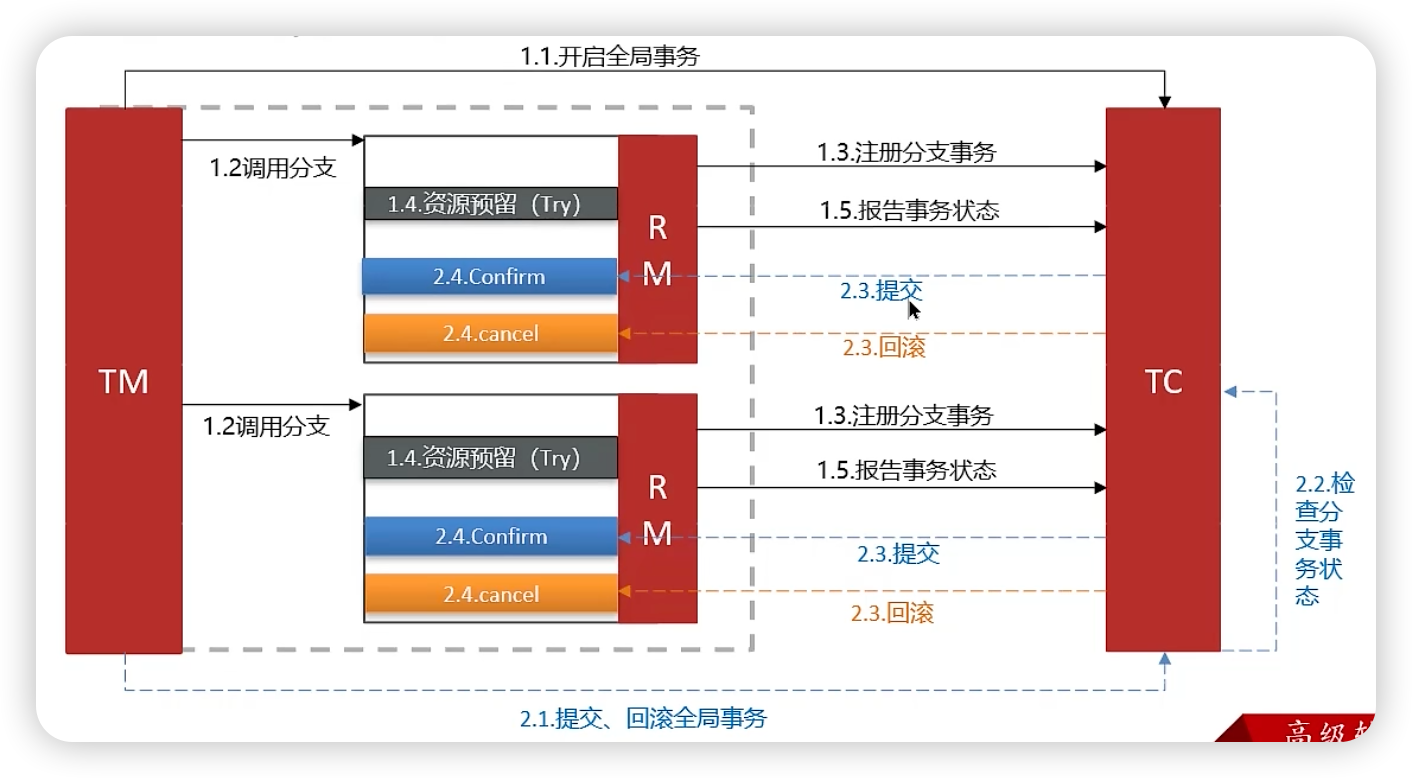 1.1.开启全局事务
1.2调用分支
1.3.注册分支事务
1.4.资源预留（Try)
1.5.报告事务状态
R
M
2.4.Confirm
2.3.提交
2.4.cancel
2.3.回滚
TM
TC
1.2调用分支
1.3.注册分支事务
1.4.资源预留（Try)
1.5.报告事务状态
R
M
2.4.Confirm
2.3.提交
2.4.cancel
2.3.回滚
2.2.检
查分
支事
务状
态
2.1.提交、回滚全局事务
高级